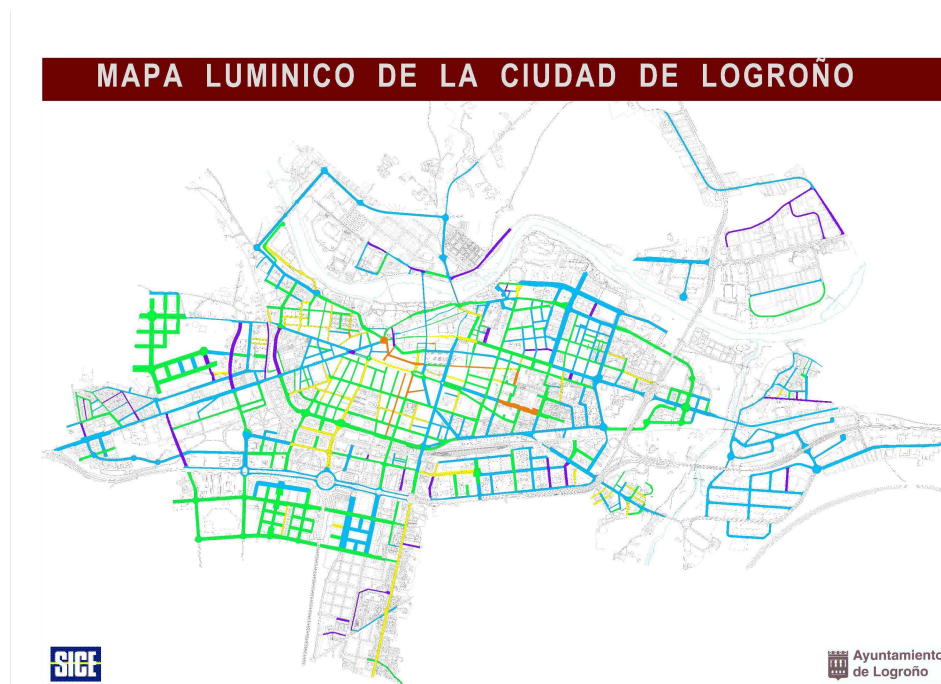 MAPA LUMINICO DE LA CIUDAD DE LOGROÑO
SICE
Ayuntamiento
de Logroño